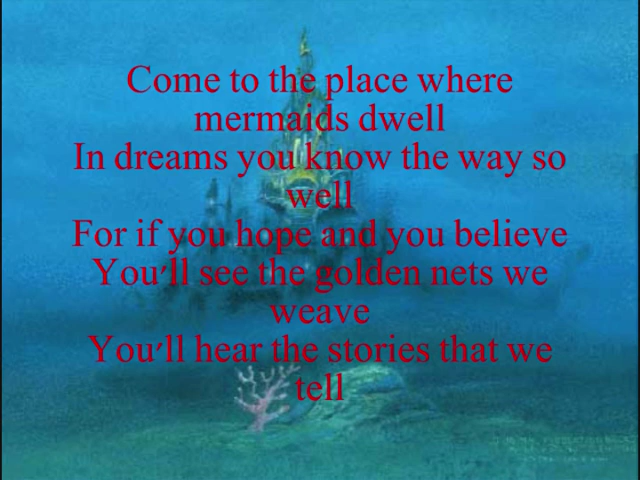 Come to the place where
mermaids dwell
In dreams you know the way so
well
For if you hope and you believe
You'll see the golden nets we
weave
You'll hear the stories that we
tell